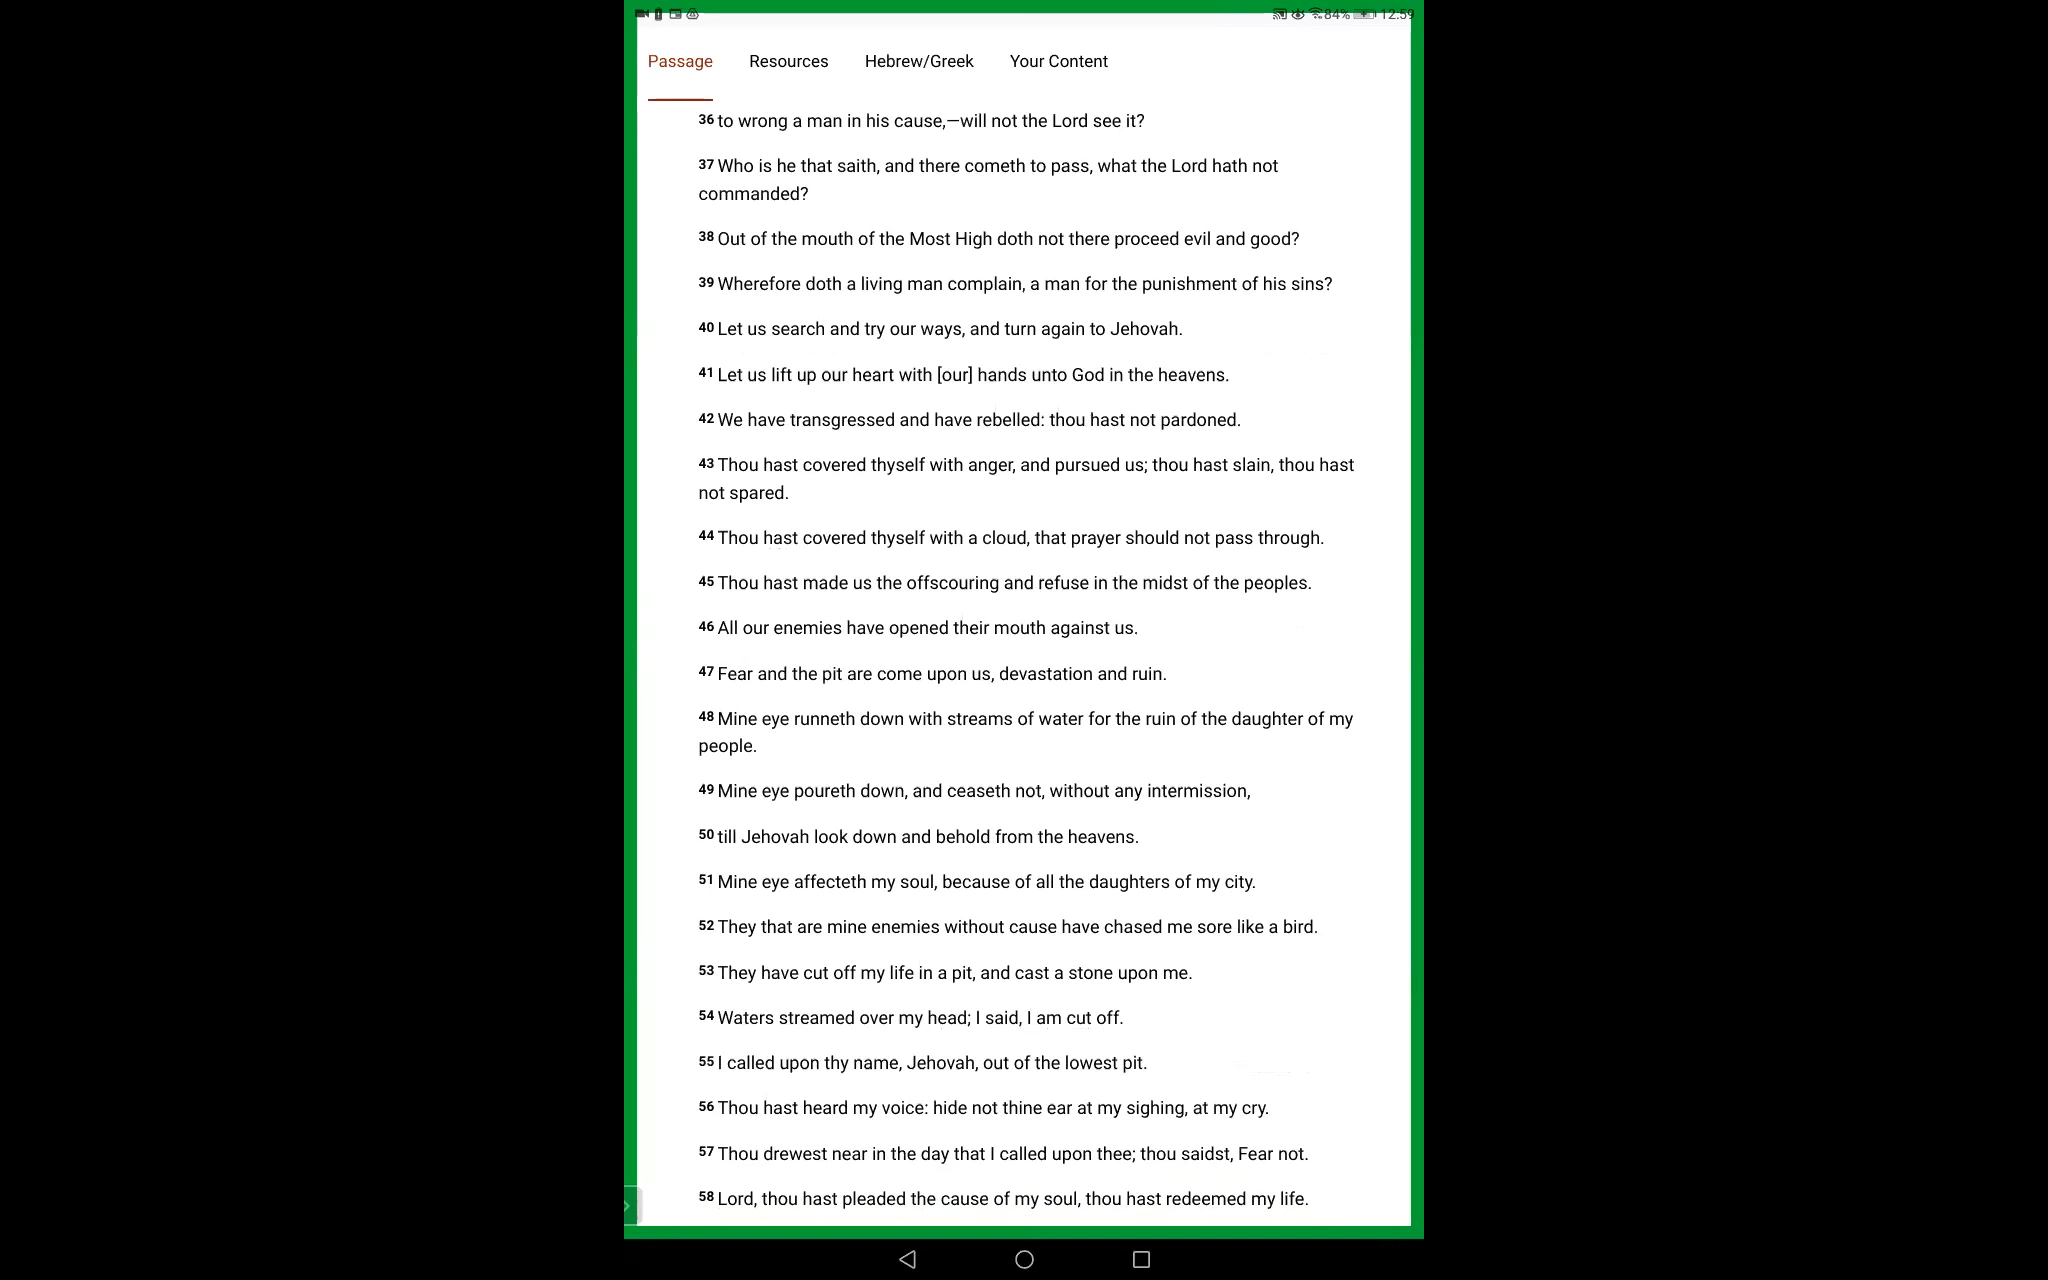 84% 12:59
Passage Resources Hebrew/Greek Your Content
36 to wrong a man in his cause,—will not the Lord see it?
37 Who is he that saith, and there cometh to pass, what the Lord hath not
commanded?
38 Out of the mouth of the Most High doth not there proceed evil and good?
39 Wherefore doth a living man complain, a man for the punishment of his sins?
40 Let us search and try our ways, and turn again to Jehovah.
41 Let us lift up our heart with [our] hands unto God in the heavens.
42 We have transgressed and have rebelled: thou hast not pardoned.
43 Thou hast covered thyself with anger, and pursued us; thou hast slain, thou hast
not spared.
44 Thou hast covered thyself with a cloud, that prayer should not pass through.
45 Thou hast made us the offscouring and refuse in the midst of the peoples.
46 All our enemies have opened their mouth against us.
47 Fear and the pit are come upon us, devastation and ruin.
48 Mine eye runneth down with streams of water for the ruin of the daughter of my
people.
49 Mine eye poureth down, and ceaseth not, without any intermission,
50 till Jehovah look down and behold from the heavens.
51 Mine eye affecteth my soul, because of all the daughters of my city.
52 They that are mine enemies without cause have chased me sore like a bird.
53 They have cut off my life in a pit, and cast a stone upon me.
54 Waters streamed over my head; I said, I am cut off.
55 I called upon thy name, Jehovah, out of the lowest pit.
56 Thou hast heard my voice: hide not thine ear at my sighing, at my cry.
57 Thou drewest near in the day that I called upon thee; thou saidst, Fear not.
58 Lord, thou hast pleaded the cause of my soul, thou hast redeemed my life.